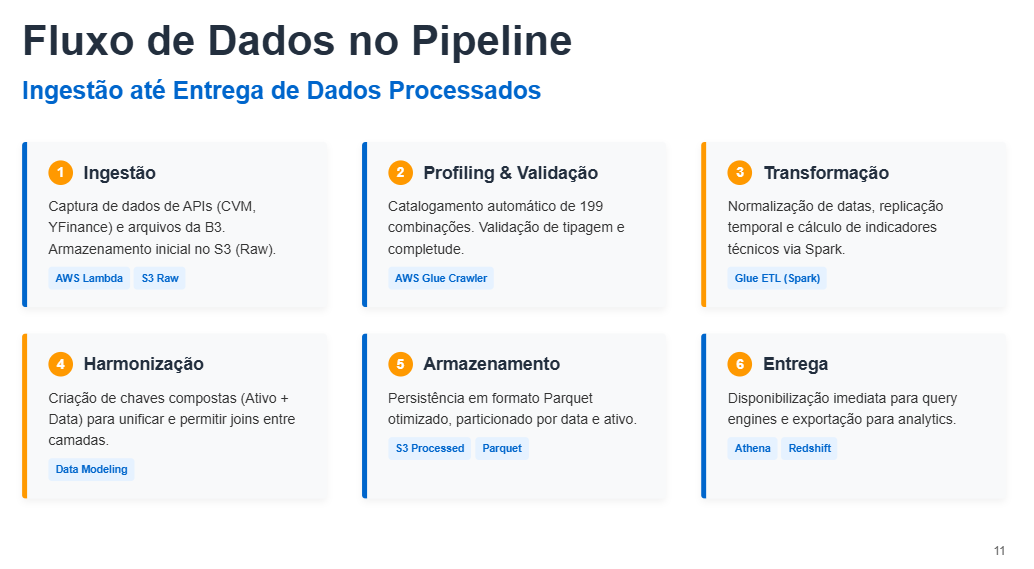 Fluxo de Dados no Pipeline
Ingestão até Entrega de Dados Processados
1 Ingestão
Captura de dados de APIs (CVM,
YFinance) e arquivos da B3.
Armazenamento inicial no S3 (Raw).
AWS Lambda S3 Raw
2 Profiling & Validação
Catalogamento automático de 199
combinações. Validação de tipagem e
completude.
AWS Glue Crawler
3 Transformação
Normalização de datas, replicação
temporal e cálculo de indicadores
técnicos via Spark.
Glue ETL (Spark)
4 Harmonização
Criação de chaves compostas (Ativo +
Data) para unificar e permitir joins entre
camadas.
Data Modeling
5 Armazenamento
Persistência em formato Parquet
otimizado, particionado por data e ativo.
S3 Processed Parquet
6 Entrega
Disponibilização imediata para query
engines e exportação para analytics.
Athena Redshift
11